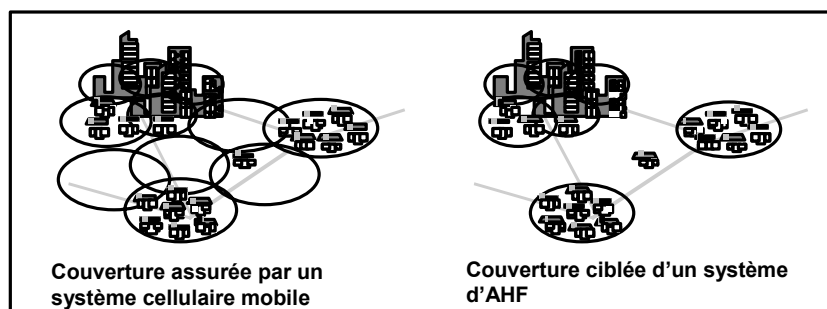 Couverture assurée par un
système cellulaire mobile
Couverture ciblée d'un système
d'AHF